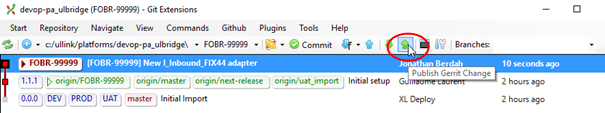 devop-pa_ulbridge (FOBR-99999) - Git Extensions
Start Repository Navigate View Commands Github Plugins Tools Help
c:/ullink/platforms/devop-pa_ulbridge\ FOBR-99999 Commit Branches:
FOBR-99999 [FOBR-99999] New I_Inbound_FIX44 adapter Jonathan Berdah 10 seconds ago
Publish Gerrit Change
1.1.1 origin/FOBR-99999 origin/master origin/next-release origin/uat_import Initial setup Guillaume Laurent 2 hours ago
0.0.0 DEV PROD UAT master Initial Import XL Deploy 2 hours ago